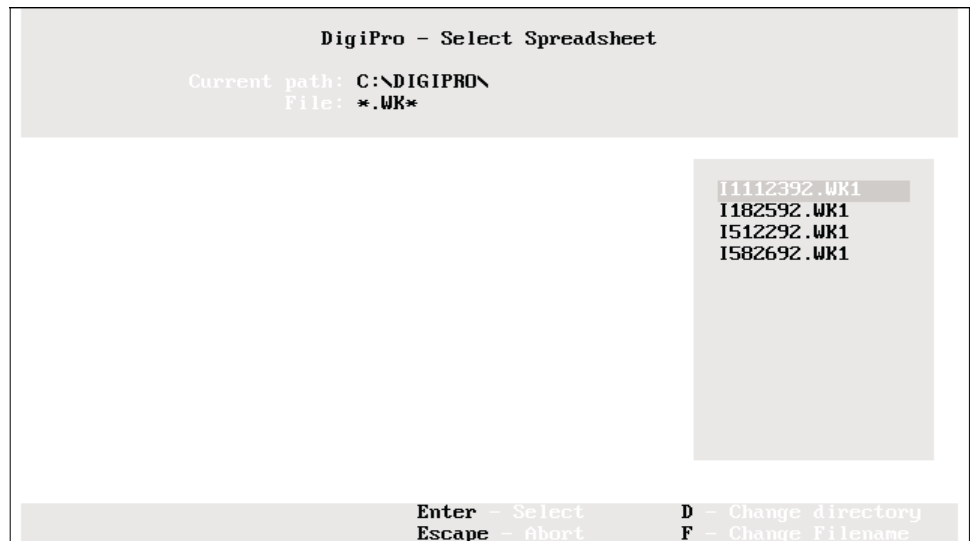 DigiPro - Select Spreadsheet
Current path: C:\DIGIPRO\
File: *.WK*
I1112392.WK1
I182592.WK1
I512292.WK1
I582692.WK1
Enter - Select D - Change directory
Escape - Abort F - Change Filename